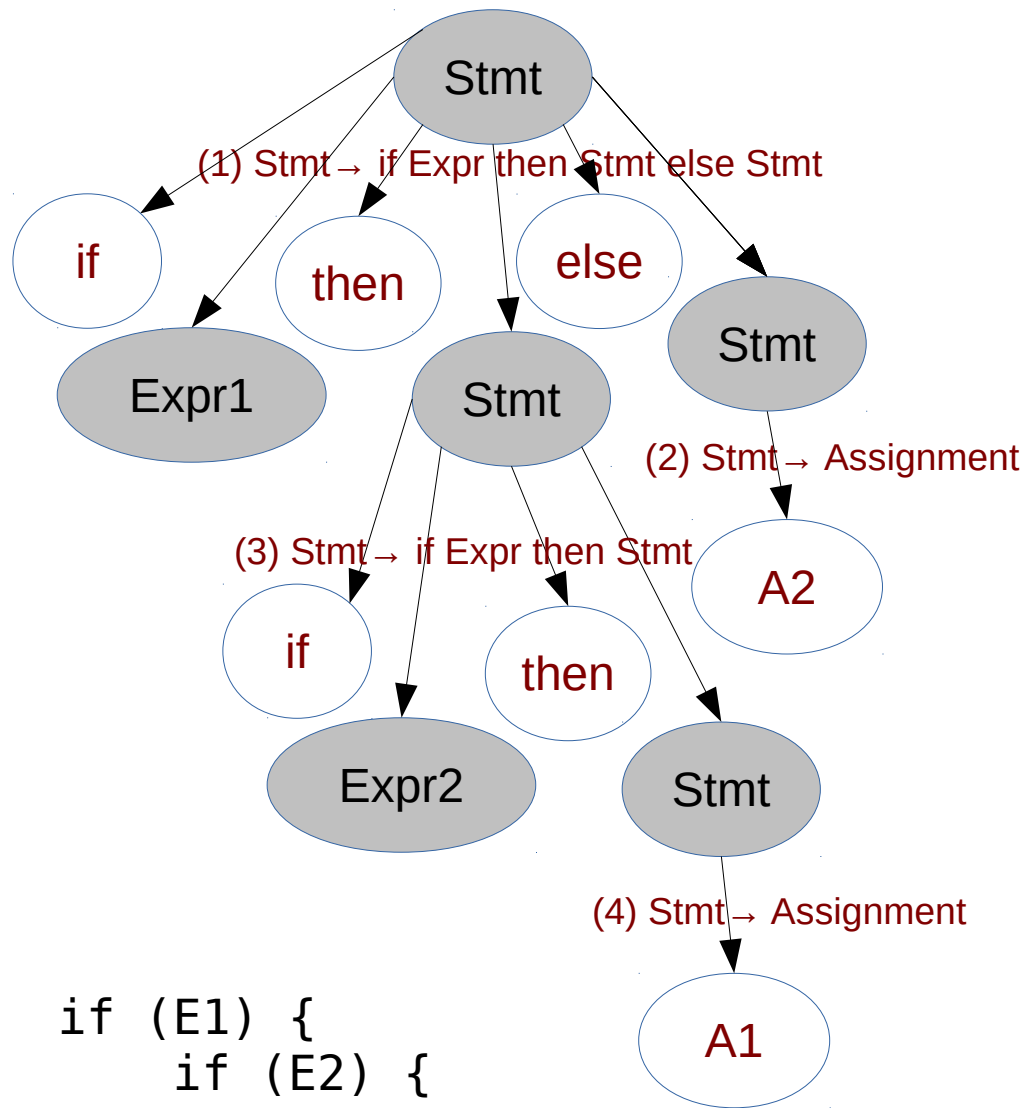 Stmt
(1) Stmt→ if Expr then Stmt else Stmt
if
then
else
Expr1
Stmt
Stmt
(2) Stmt→ Assignment
(3) Stmt→ if Expr then Stmt
A2
if
then
Expr2
Stmt
(4) Stmt→ Assignment
A1
if (E1) {
    if (E2) {